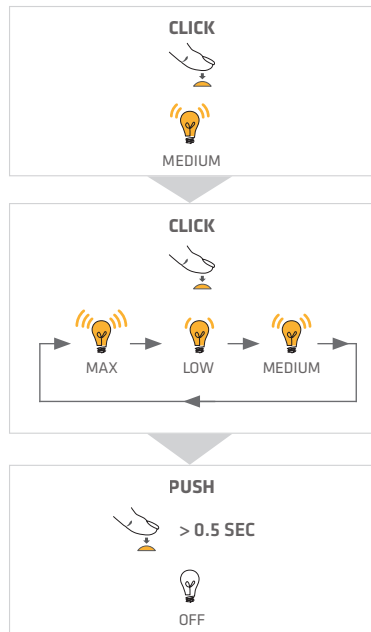 CLICK
MEDIUM
CLICK
MAX LOW MEDIUM
PUSH
> 0.5 SEC
OFF